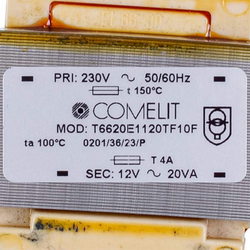 PRI: 230V ~ 50/60Hz
t 150°C
COMELIT
MOD: T6620E1120TF10F
ta 100°C 0201/36/23/P
T 4A
SEC: 12V ~ 20VA